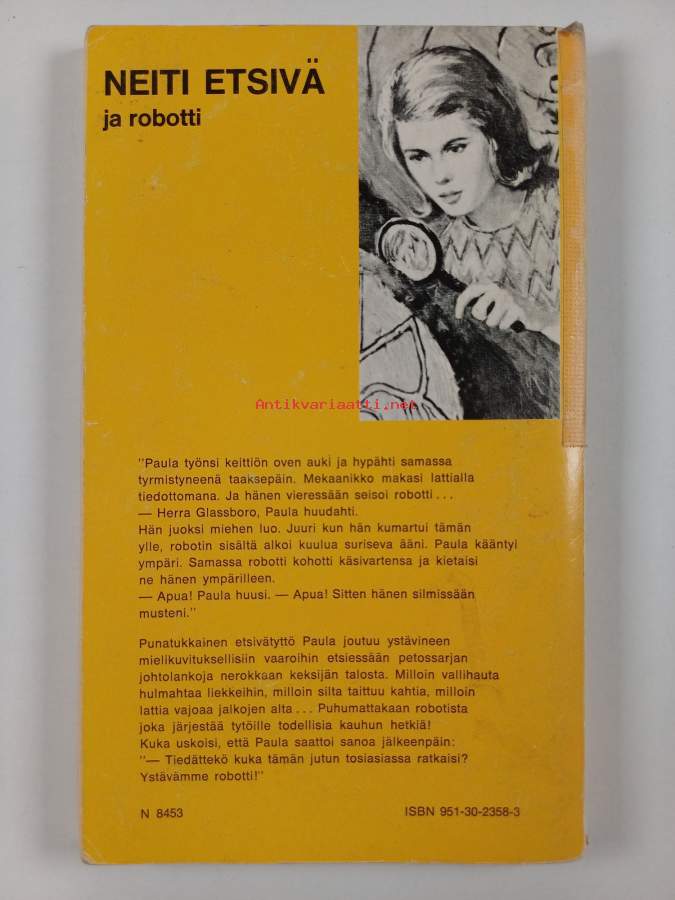 NEITI ETSIVÄ
ja robotti
Antikvariaatti.net
"Paula työnsi keittiön oven auki ja hypähti samassa
tyrmistyneenä taaksepäin. Mekaanikko makasi lattialla
tiedottomana. Ja hänen vieressään seisoi robotti . . .
— Herra Glassboro, Paula huudahti.
Hän juoksi miehen luo. Juuri kun hän kumartui tämän
ylle, robotin sisältä alkoi kuulua suriseva ääni. Paula kääntyi
ympäri. Samassa robotti kohotti käsivartensa ja kietaisi
ne hänen ympärilleen.
— Apua! Paula huusi. — Apua! Sitten hänen silmissään
musteni."
Punatukkainen etsivätyttö Paula joutuu ystävineen
mielikuvituksellisiin vaaroihin etsiessään petossarjan
johtolankoja nerokkaan keksijän talosta. Milloin vallihauta
hulmahtaa liekkeihin, milloin silta taittuu kahtia, milloin
lattia vajoaa jalkojen alta . . . Puhumattakaan robotista
joka järjestää tytöille todellisia kauhun hetkiä!
Kuka uskoisi, että Paula saattoi sanoa jälkeenpäin:
"— Tiedättekö kuka tämän jutun tosiasiassa ratkaisi?
Ystävämme robotti!"
N 8453
ISBN 951-30-2358-3